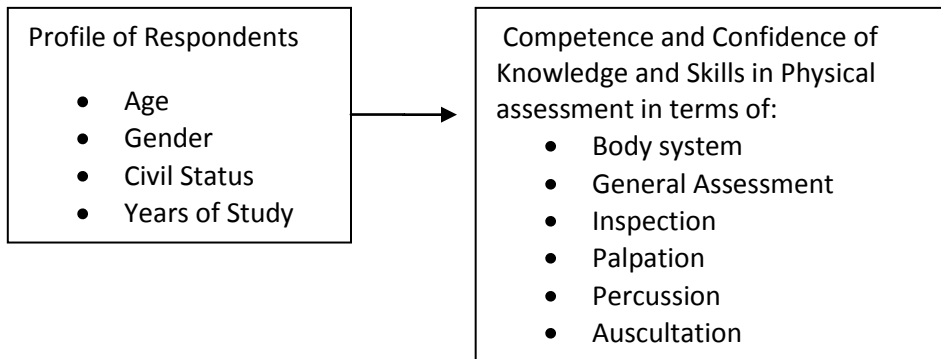 Profile of Respondents
• Age
• Gender
• Civil Status
• Years of Study
Competence and Confidence of
Knowledge and Skills in Physical
assessment in terms of:
• Body system
• General Assessment
• Inspection
• Palpation
• Percussion
• Auscultation